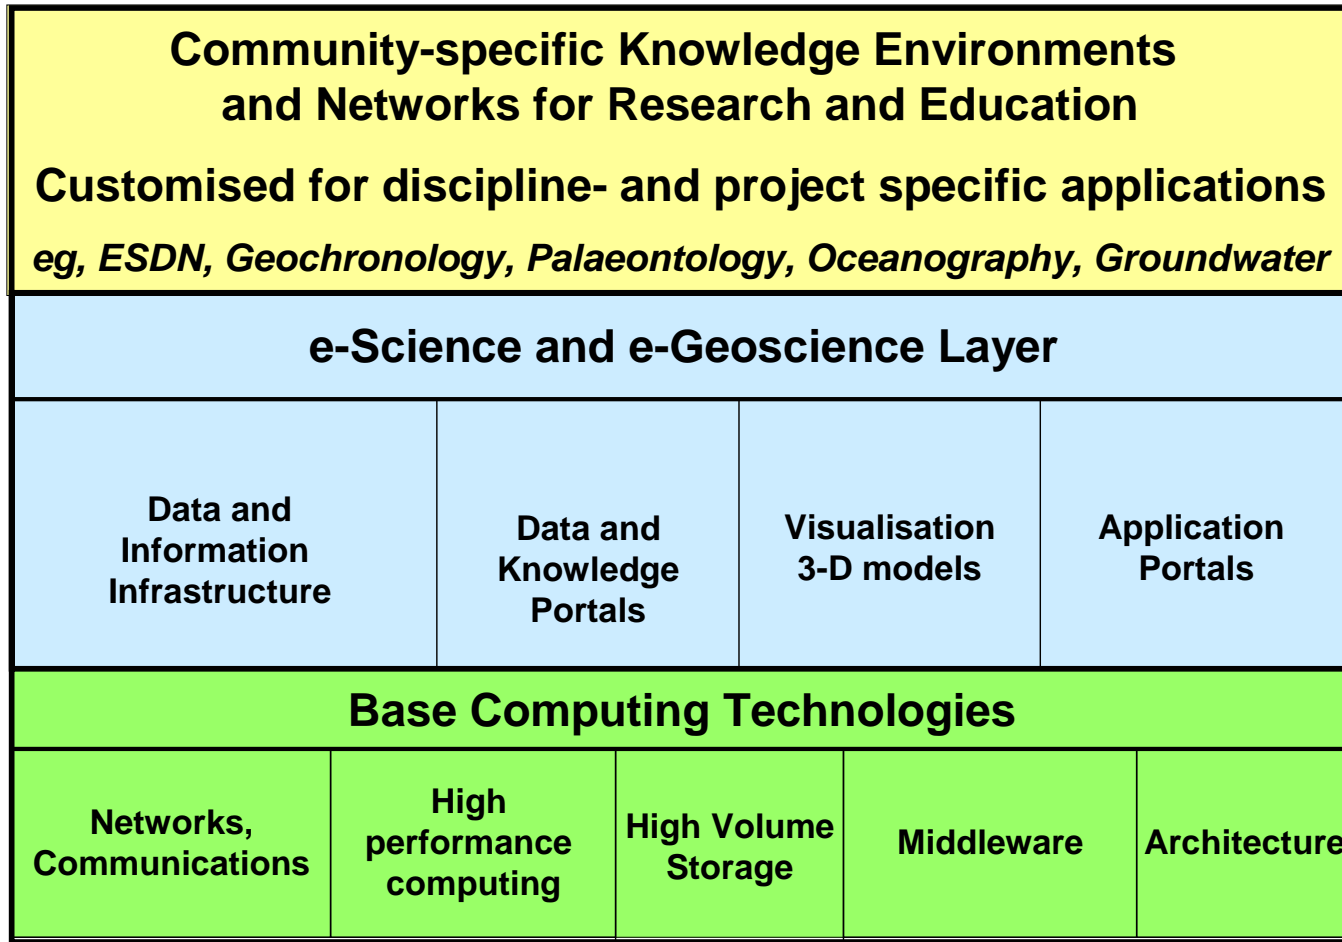 Community-specific Knowledge Environments
and Networks for Research and Education
Customised for discipline- and project specific applications
eg, ESDN, Geochronology, Palaeontology, Oceanography, Groundwater
e-Science and e-Geoscience Layer
Data and
Information
Infrastructure
Data and
Knowledge
Portals
Visualisation
3-D models
Application
Portals
Base Computing Technologies
Networks,
Communications
High
performance
computing
High Volume
Storage
Middleware
Architecture